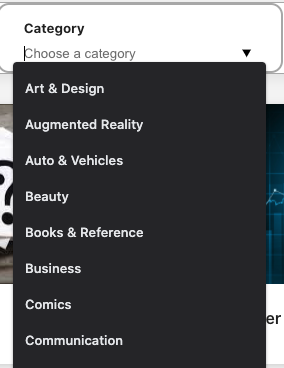 Category
Choose a category
Art & Design
Augmented Reality
Auto & Vehicles
Beauty
Books & Reference
Business
Comics
Communication
er